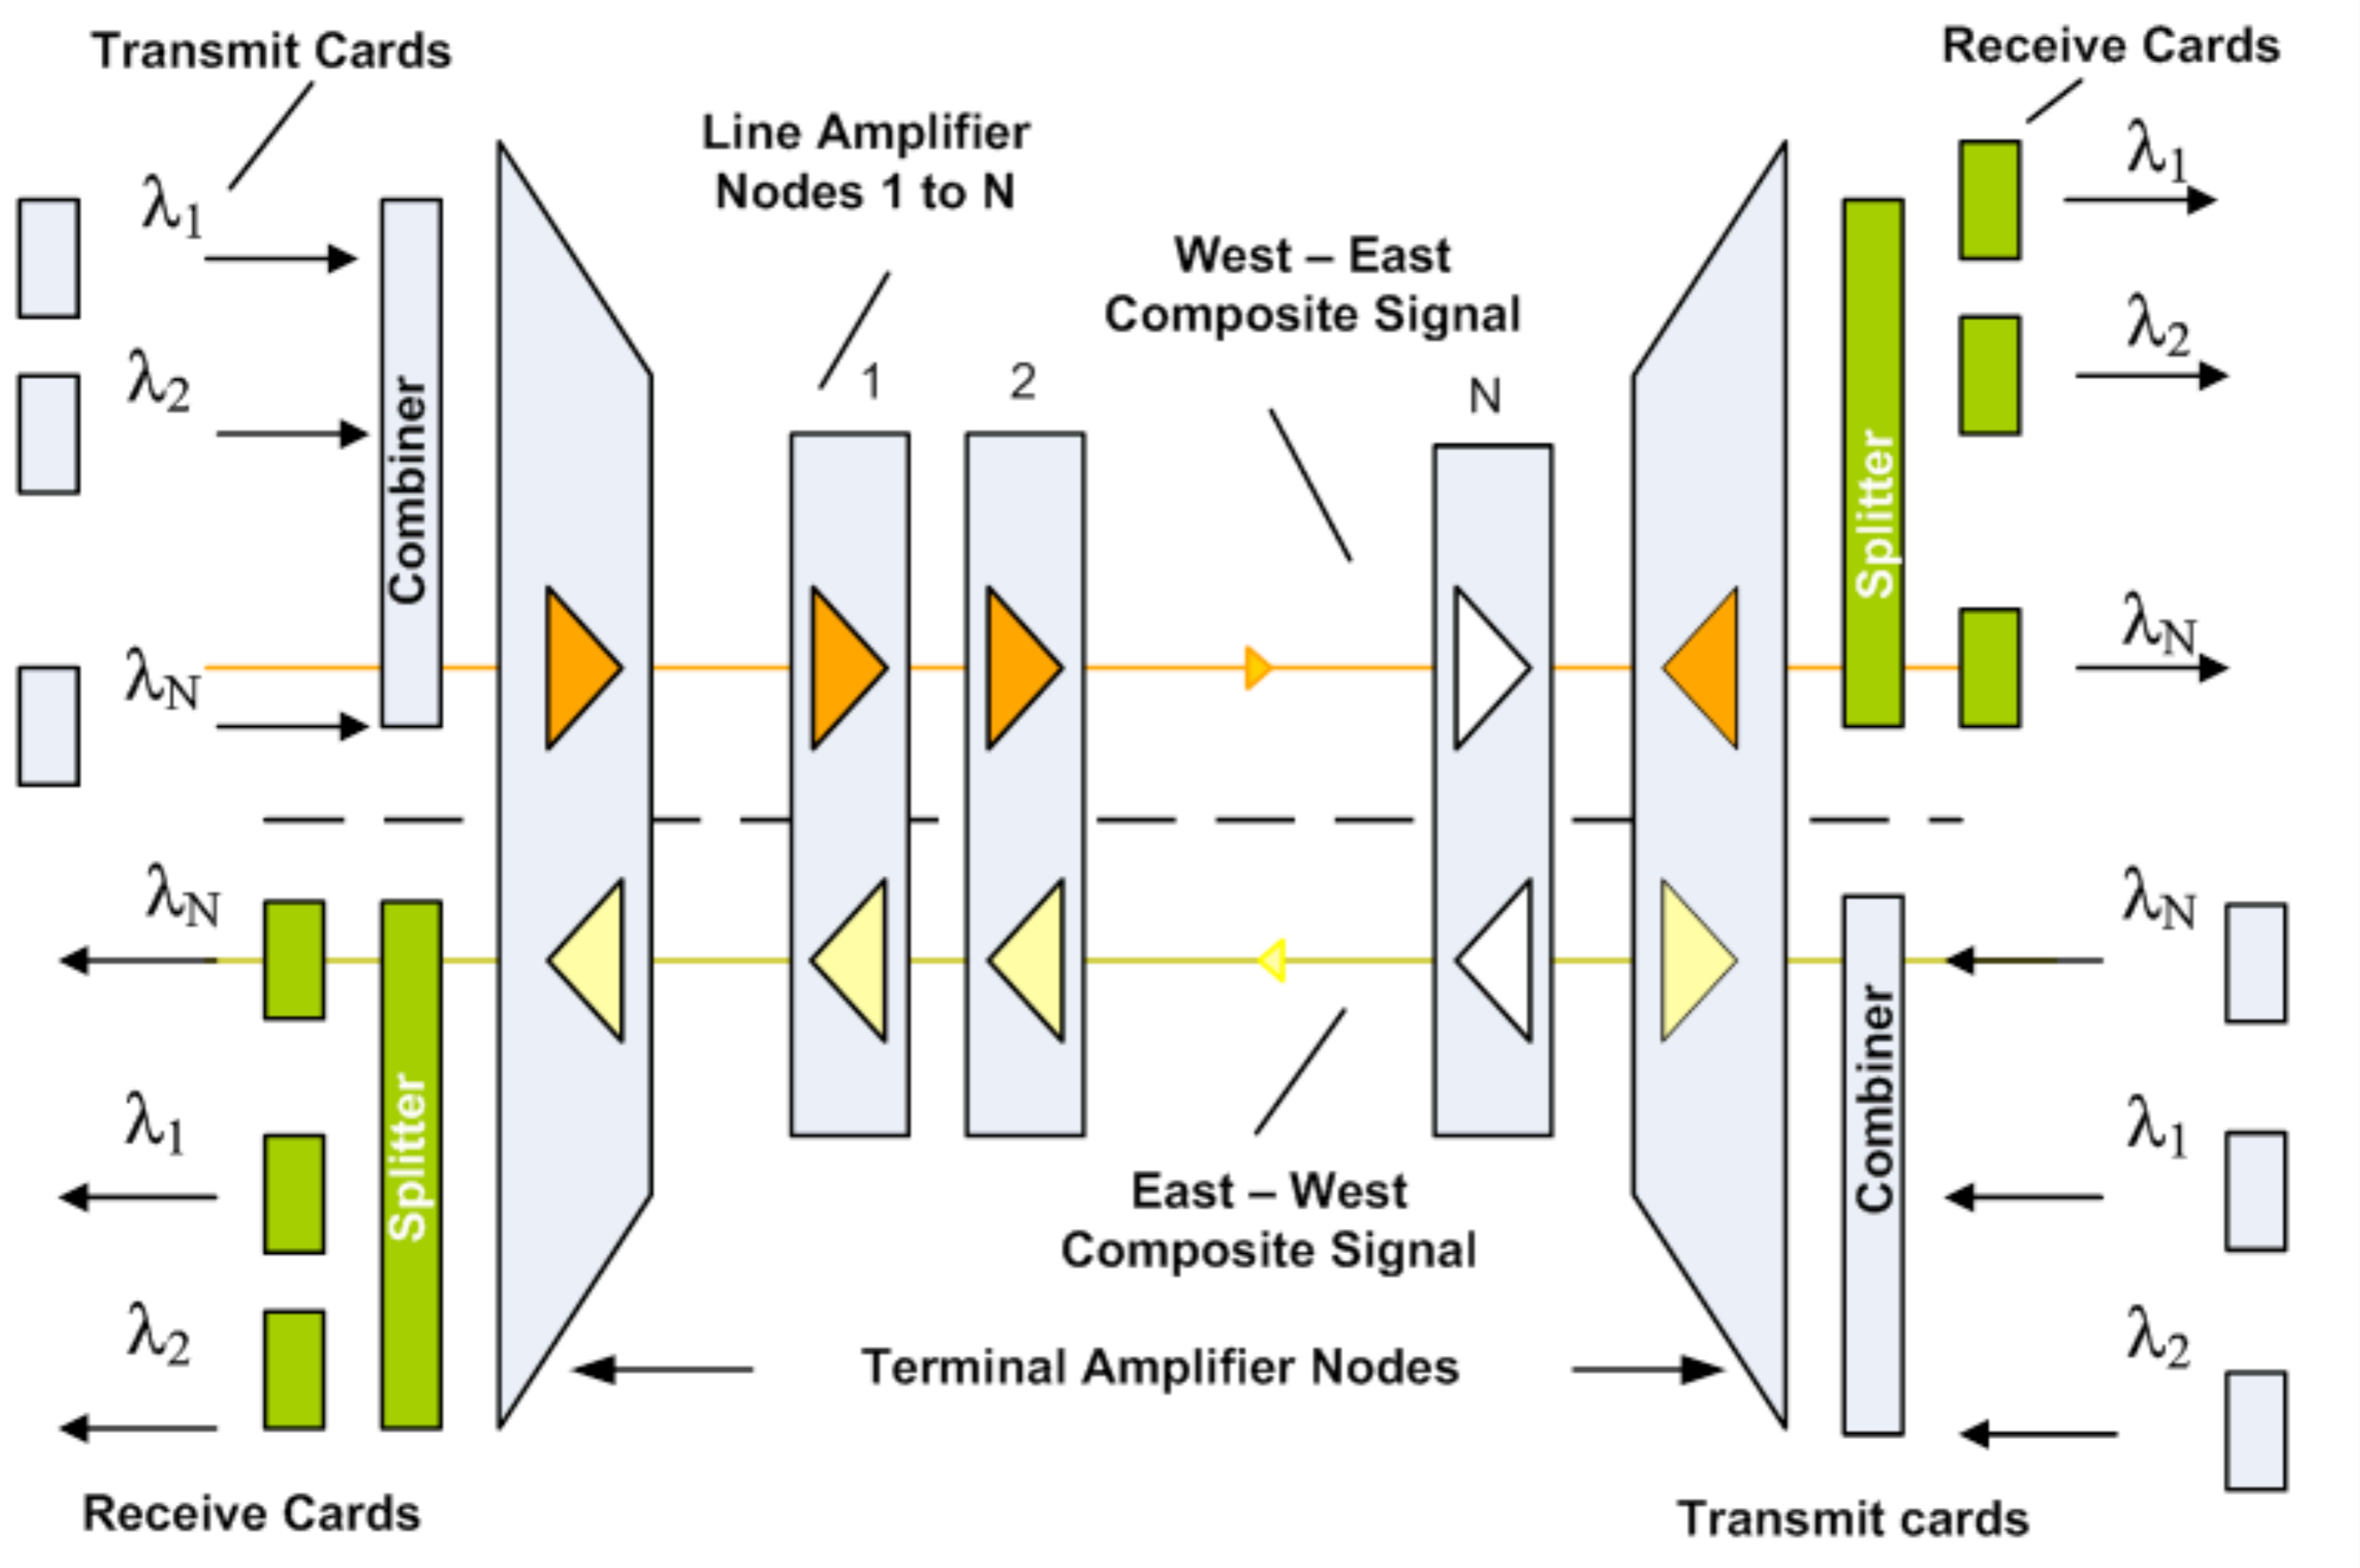 Transmit Cards
Receive Cards
Line Amplifier
Nodes 1 to N
West – East
Composite Signal
λ1
λ2
λN
Combiner
1
2
N
Splitter
λ1
λ2
λN
λN
λ1
λ2
Splitter
East – West
Composite Signal
Terminal Amplifier Nodes
Combiner
λN
λ1
λ2
Receive Cards
Transmit cards